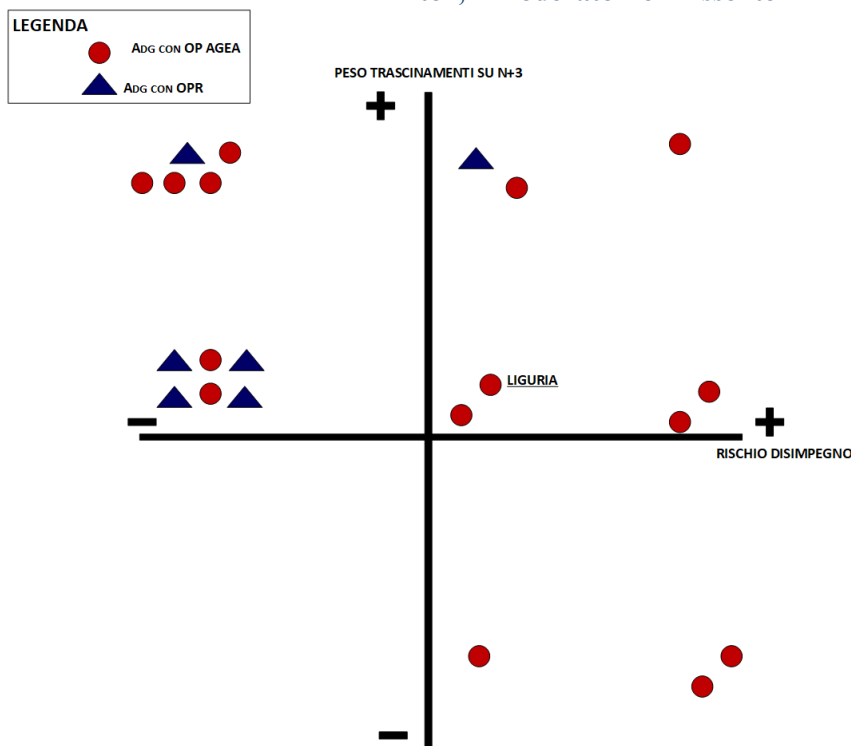 LEGENDA
ADG CON OP AGEA
ADG CON OPR
PESO TRASCINAMENTI SU N+3
LIGURIA
RISCHIO DISIMPEGNO